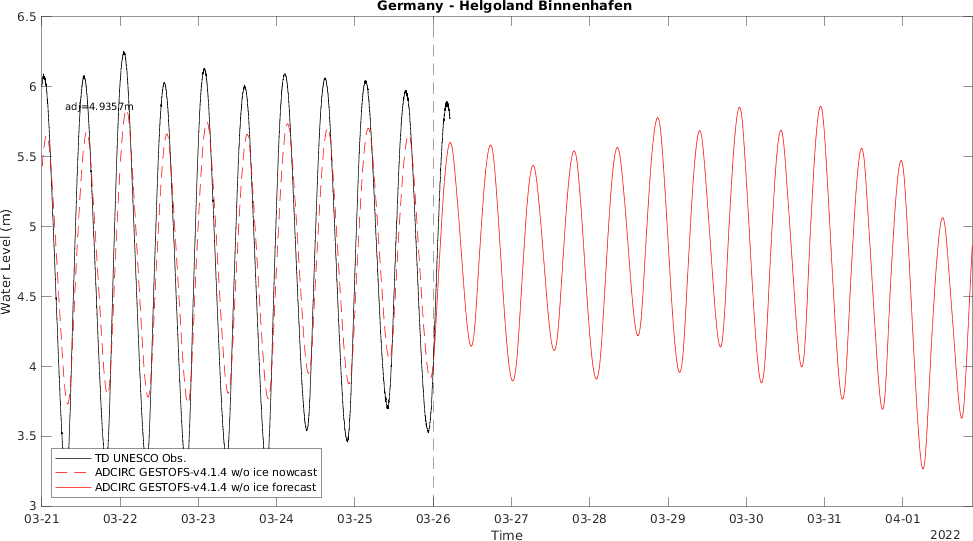 Germany - Helgoland Binnenhafen
6.5
6
5.5
5
4.5
4
3.5
3
Water Level (m)
adj=4.9357m
TD UNESCO Obs.
ADCIRC GESTOFS-v4.1.4 w/o ice nowcast
ADCIRC GESTOFS-v4.1.4 w/o ice forecast
03-21 03-22 03-23 03-24 03-25 03-26 03-27 03-28 03-29 03-30 03-31 04-01
Time
2022